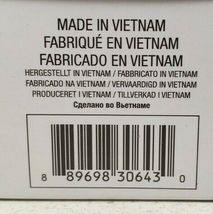 MADE IN VIETNAM
FABRIQUÉ EN VIETNAM
FABRICADO EN VIETNAM
HERGESTELLT IN VIETNAM / FABBRICATO IN VIETNAM
FABRICADO NA VIETNAM / VERVAARDIGD IN VIETNAM
PRODUCERET I VIETNAM / TILLVERKAD I VIETNAM
Сделано во Вьетнаме
8 89698 30643 0